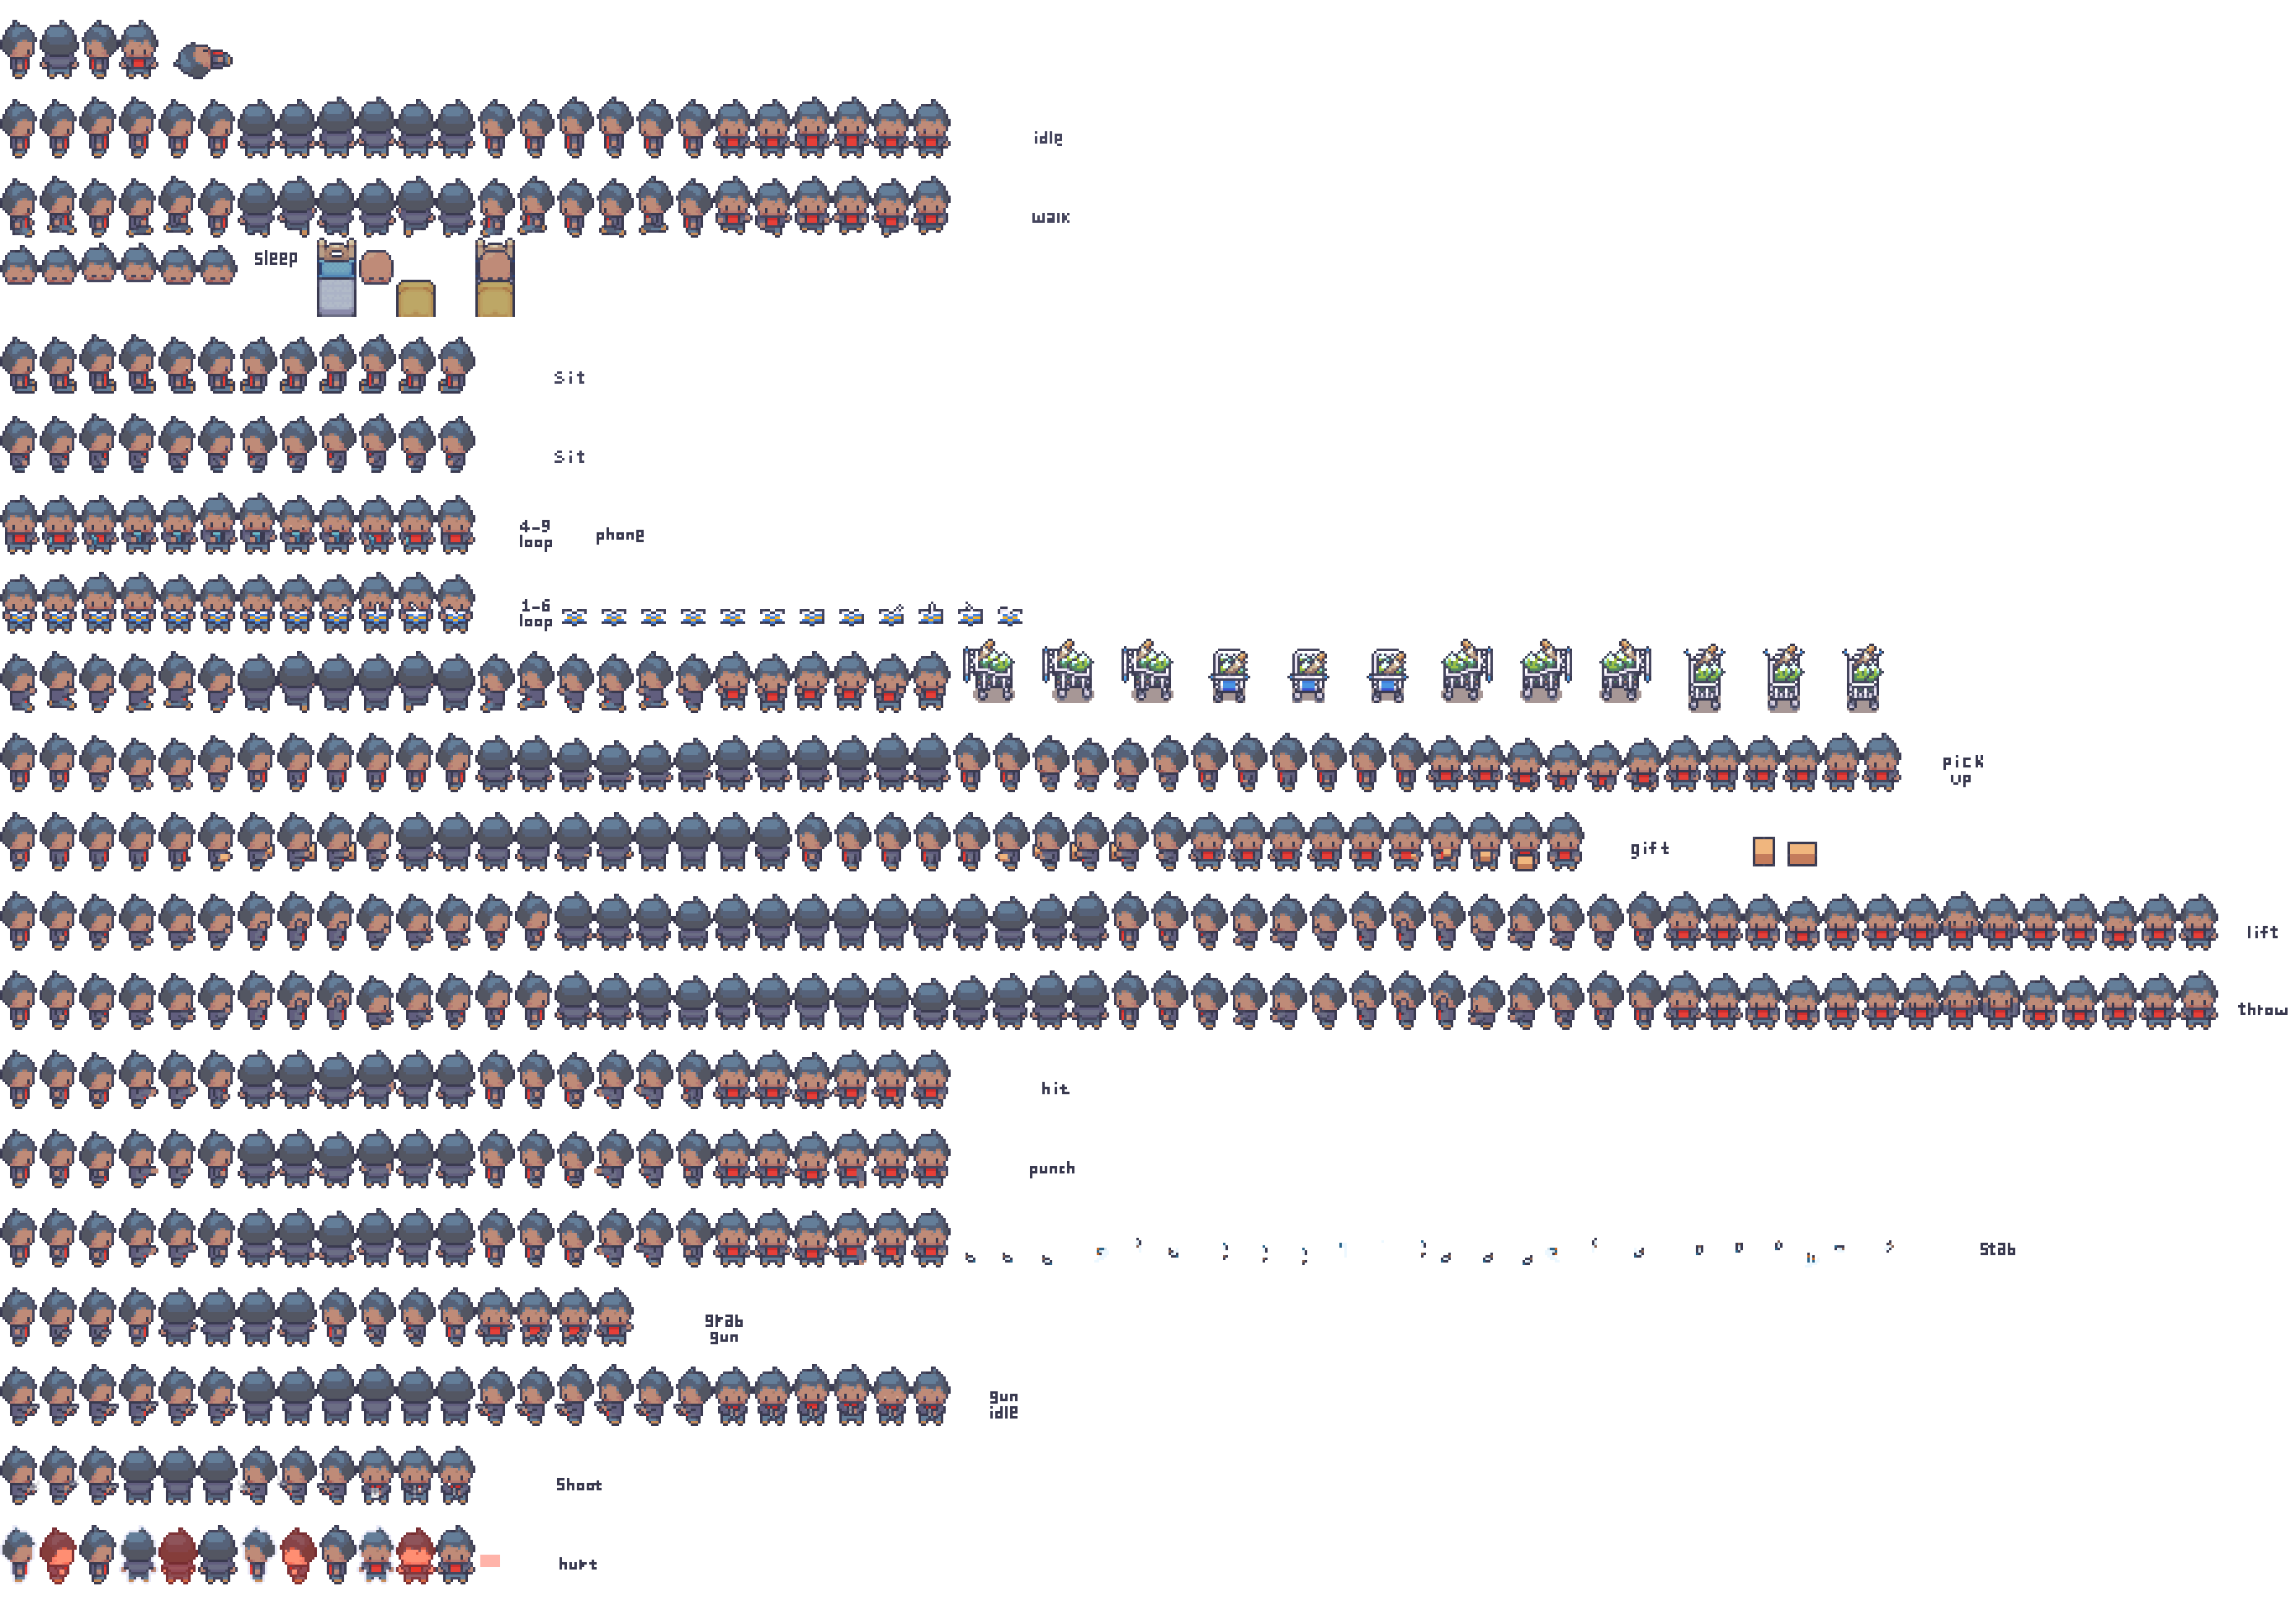 idle
walk
sleep
sit
sit
4-9
loop
phone
1-6
loop
pick
up
gift
lift
throw
hit
punch
stab
grab
gun
gun
idle
Shoot
hurt